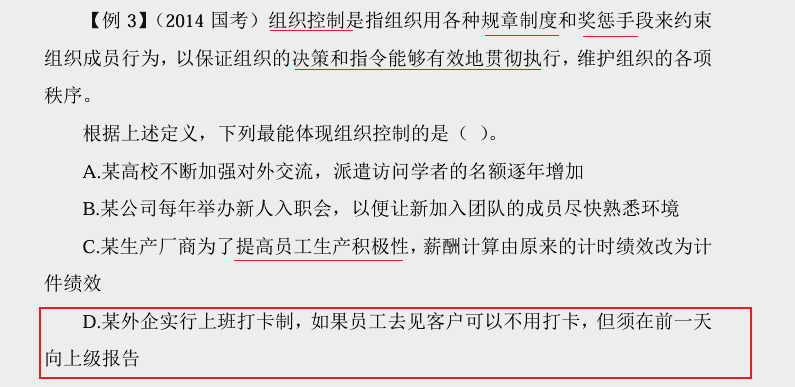 【例 3】（2014 国考）组织控制是指组织用各种规章制度和奖惩手段来约束
组织成员行为，以保证组织的决策和指令能够有效地贯彻执行，维护组织的各项
秩序。
根据上述定义，下列最能体现组织控制的是（ ）。
A.某高校不断加强对外交流，派遣访问学者的名额逐年增加
B.某公司每年举办新人入职会，以便让新加入团队的成员尽快熟悉环境
C.某生产厂商为了提高员工生产积极性，薪酬计算由原来的计时绩效改为计
件绩效
D.某外企实行上班打卡制，如果员工去见客户可以不用打卡，但须在前一天
向上级报告